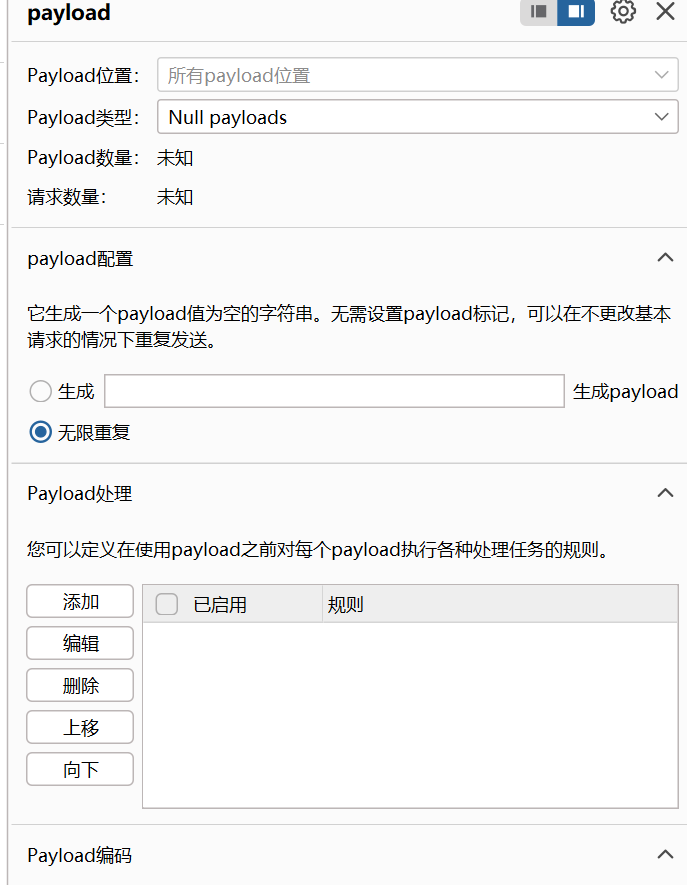 payload
Payload位置： 所有payload位置
Payload类型： Null payloads
Payload数量： 未知
请求数量： 未知
payload配置
它生成一个payload值为空的字符串。无需设置payload标记，可以在不更改基本
请求的情况下重复发送。
生成 生成payload
无限重复
Payload处理
您可以定义在使用payload之前对每个payload执行各种处理任务的规则。
添加 已启用 规则
编辑
删除
上移
向下
Payload编码